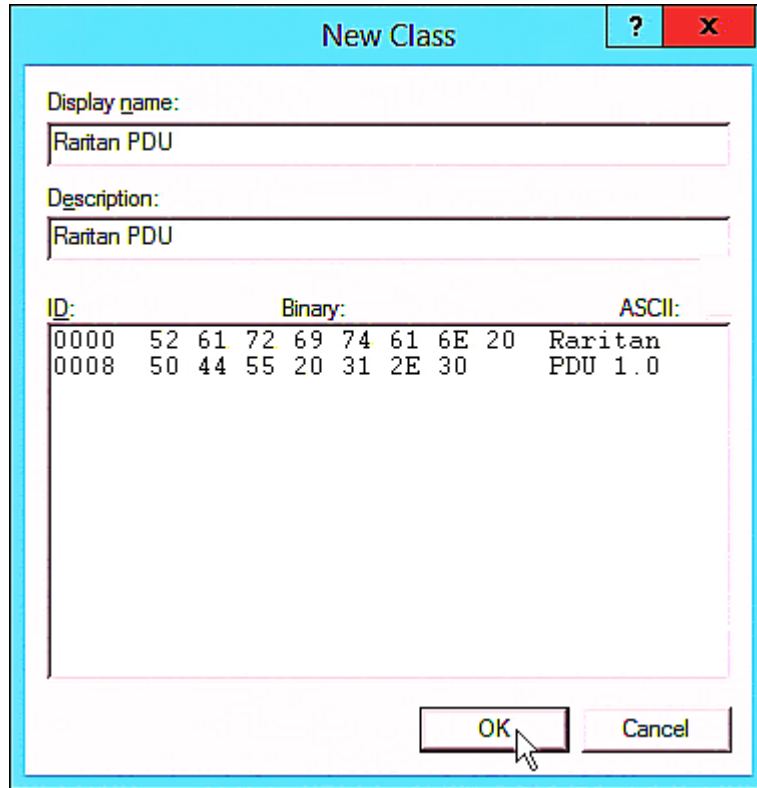 New Class
?
x
Display name:
Raritan PDU
Description:
Raritan PDU
ID: Binary: ASCII:
0000 52 61 72 69 74 61 6E 20 Raritan
0008 50 44 55 20 31 2E 30 PDU 1.0
OK
Cancel